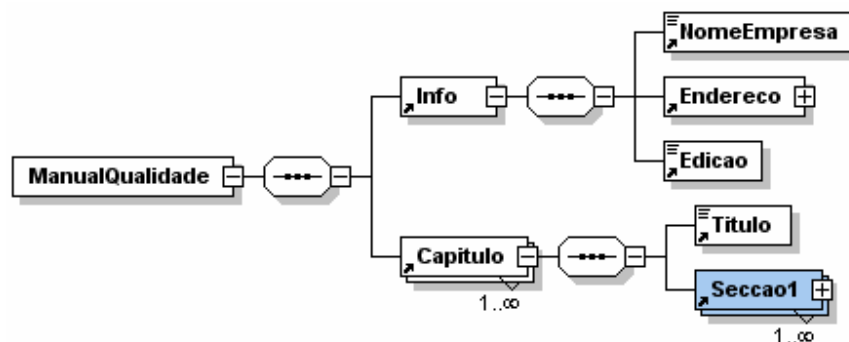 NomeEmpresa
Info
Endereco
Edicao
ManualQualidade
Titulo
Capitulo
1..∞
Seccao1
1..∞